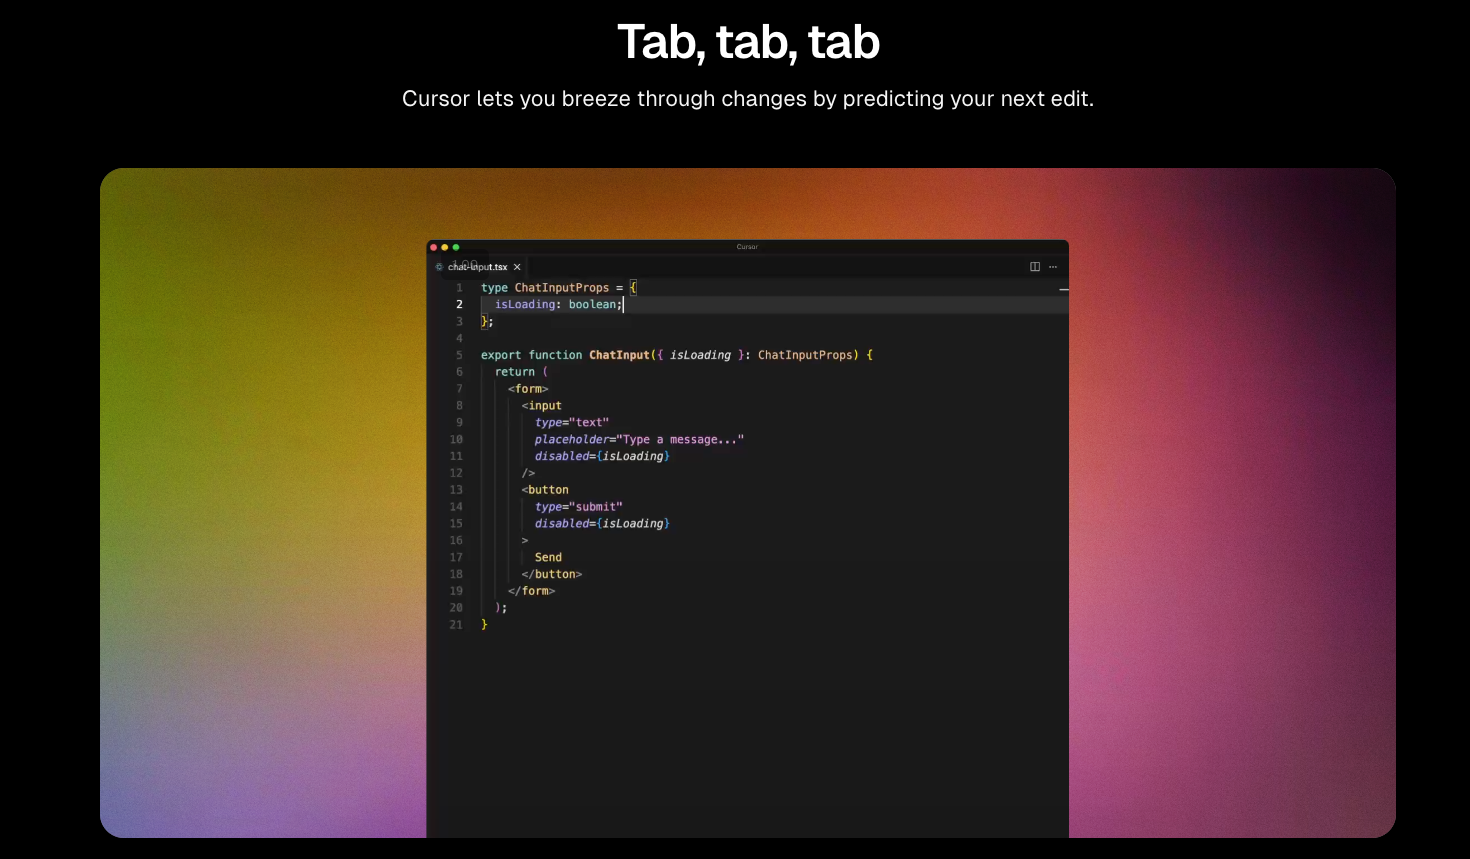 Tab, tab, tab
Cursor lets you breeze through changes by predicting your next edit.
Cursor
chat-input.tsx
1 type ChatInputProps = {
2   isLoading: boolean;
3 };
4
5 export function ChatInput({ isLoading }: ChatInputProps) {
6   return (
7     <form>
8       <input
9         type="text"
10         placeholder="Type a message..."
11         disabled={isLoading}
12       />
13       <button
14         type="submit"
15         disabled={isLoading}
16       >
17         Send
18       </button>
19     </form>
20   );
21 }